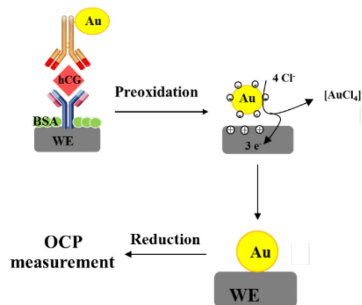 Au
hCG
BSA
WE
Preoxidation
Au
4 Cl⁻
[AuCl₄]
3 e⁻
Au
WE
Reduction
OCP
measurement